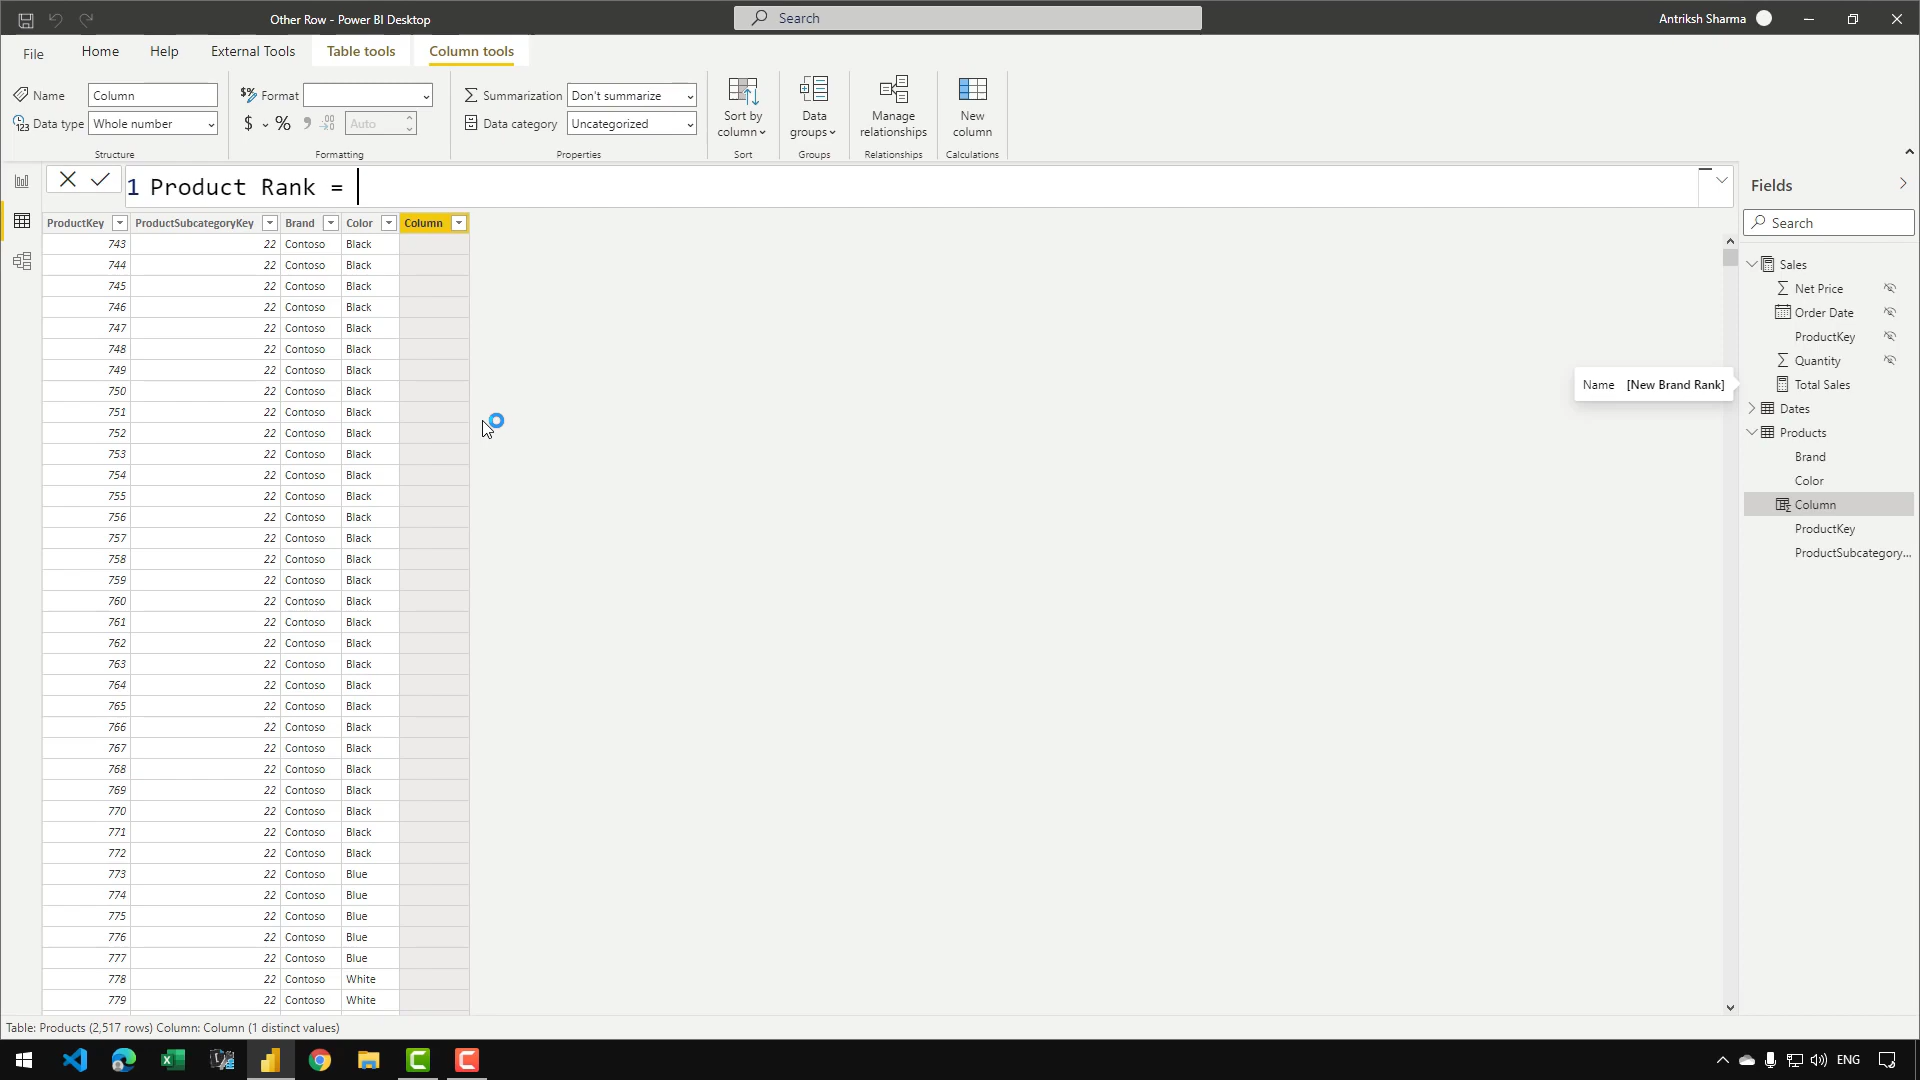 Other Row - Power BI Desktop
Search
Antriksh Sharma
File
Home
Help
External Tools
Table tools
Column tools
Name
Column
Data type
Whole number
Structure
Format
$ % 9 .00
Auto
Formatting
Summarization
Don't summarize
Data category
Uncategorized
Properties
Sort by
column
Sort
Data
groups
Groups
Manage
relationships
Relationships
New
column
Calculations
1 Product Rank =
ProductKey ProductSubcategoryKey Brand Color Column
743 22 Contoso Black
744 22 Contoso Black
745 22 Contoso Black
746 22 Contoso Black
747 22 Contoso Black
748 22 Contoso Black
749 22 Contoso Black
750 22 Contoso Black
751 22 Contoso Black
752 22 Contoso Black
753 22 Contoso Black
754 22 Contoso Black
755 22 Contoso Black
756 22 Contoso Black
757 22 Contoso Black
758 22 Contoso Black
759 22 Contoso Black
760 22 Contoso Black
761 22 Contoso Black
762 22 Contoso Black
763 22 Contoso Black
764 22 Contoso Black
765 22 Contoso Black
766 22 Contoso Black
767 22 Contoso Black
768 22 Contoso Black
769 22 Contoso Black
770 22 Contoso Black
771 22 Contoso Black
772 22 Contoso Black
773 22 Contoso Blue
774 22 Contoso Blue
775 22 Contoso Blue
776 22 Contoso Blue
777 22 Contoso Blue
778 22 Contoso White
779 22 Contoso White
Name [New Brand Rank]
Fields
Search
Sales
Net Price
Order Date
ProductKey
Quantity
Total Sales
Dates
Products
Brand
Color
Column
ProductKey
ProductSubcategory...
Table: Products (2,517 rows) Column: Column (1 distinct values)
ENG